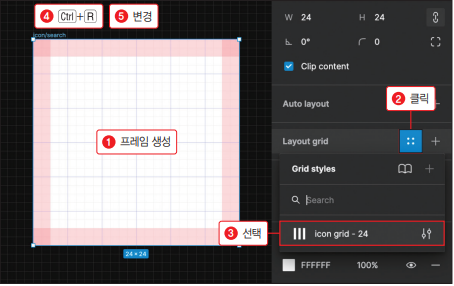 4 Ctrl+R 5 변경
icon/search
1 프레임 생성
24×24
W 24 H 24
0° 0
Clip content
Auto layout
2 클릭
Layout grid
Grid styles
Search
3 선택
icon grid - 24
FFFFFF 100%